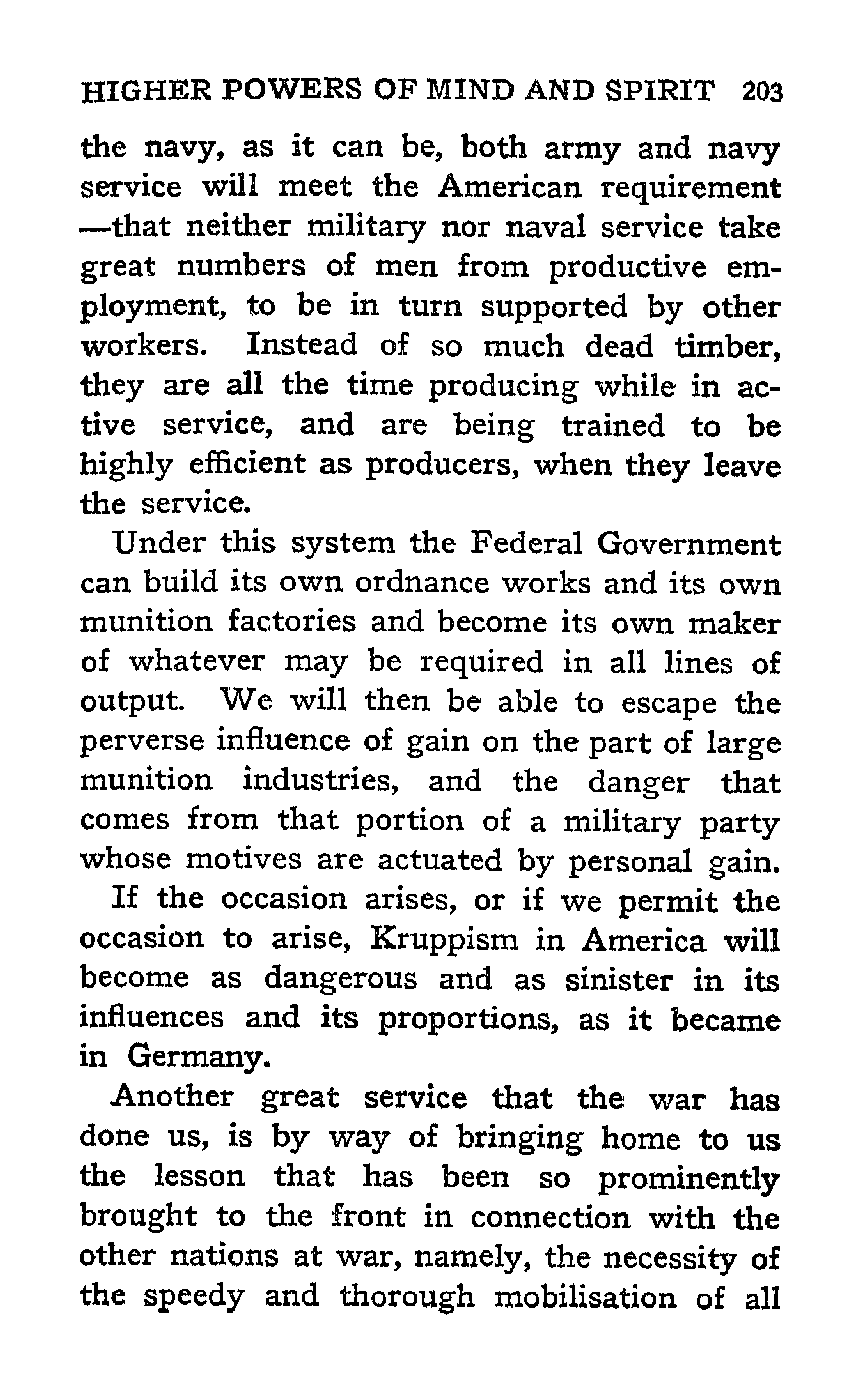 HIGHER POWERS OF MIND AND SPIRIT 203
the navy, as it can be, both army and navy
service will meet the American requirement
—that neither military nor naval service take
great numbers of men from productive em-
ployment, to be in turn supported by other
workers. Instead of so much dead timber,
they are all the time producing while in ac-
tive service, and are being trained to be
highly efficient as producers, when they leave
the service.
Under this system the Federal Government
can build its own ordnance works and its own
munition factories and become its own maker
of whatever may be required in all lines of
output. We will then be able to escape the
perverse influence of gain on the part of large
munition industries, and the danger that
comes from that portion of a military party
whose motives are actuated by personal gain.
If the occasion arises, or if we permit the
occasion to arise, Kruppism in America will
become as dangerous and as sinister in its
influences and its proportions, as it became
in Germany.
Another great service that the war has
done us, is by way of bringing home to us
the lesson that has been so prominently
brought to the front in connection with the
other nations at war, namely, the necessity of
the speedy and thorough mobilisation of all